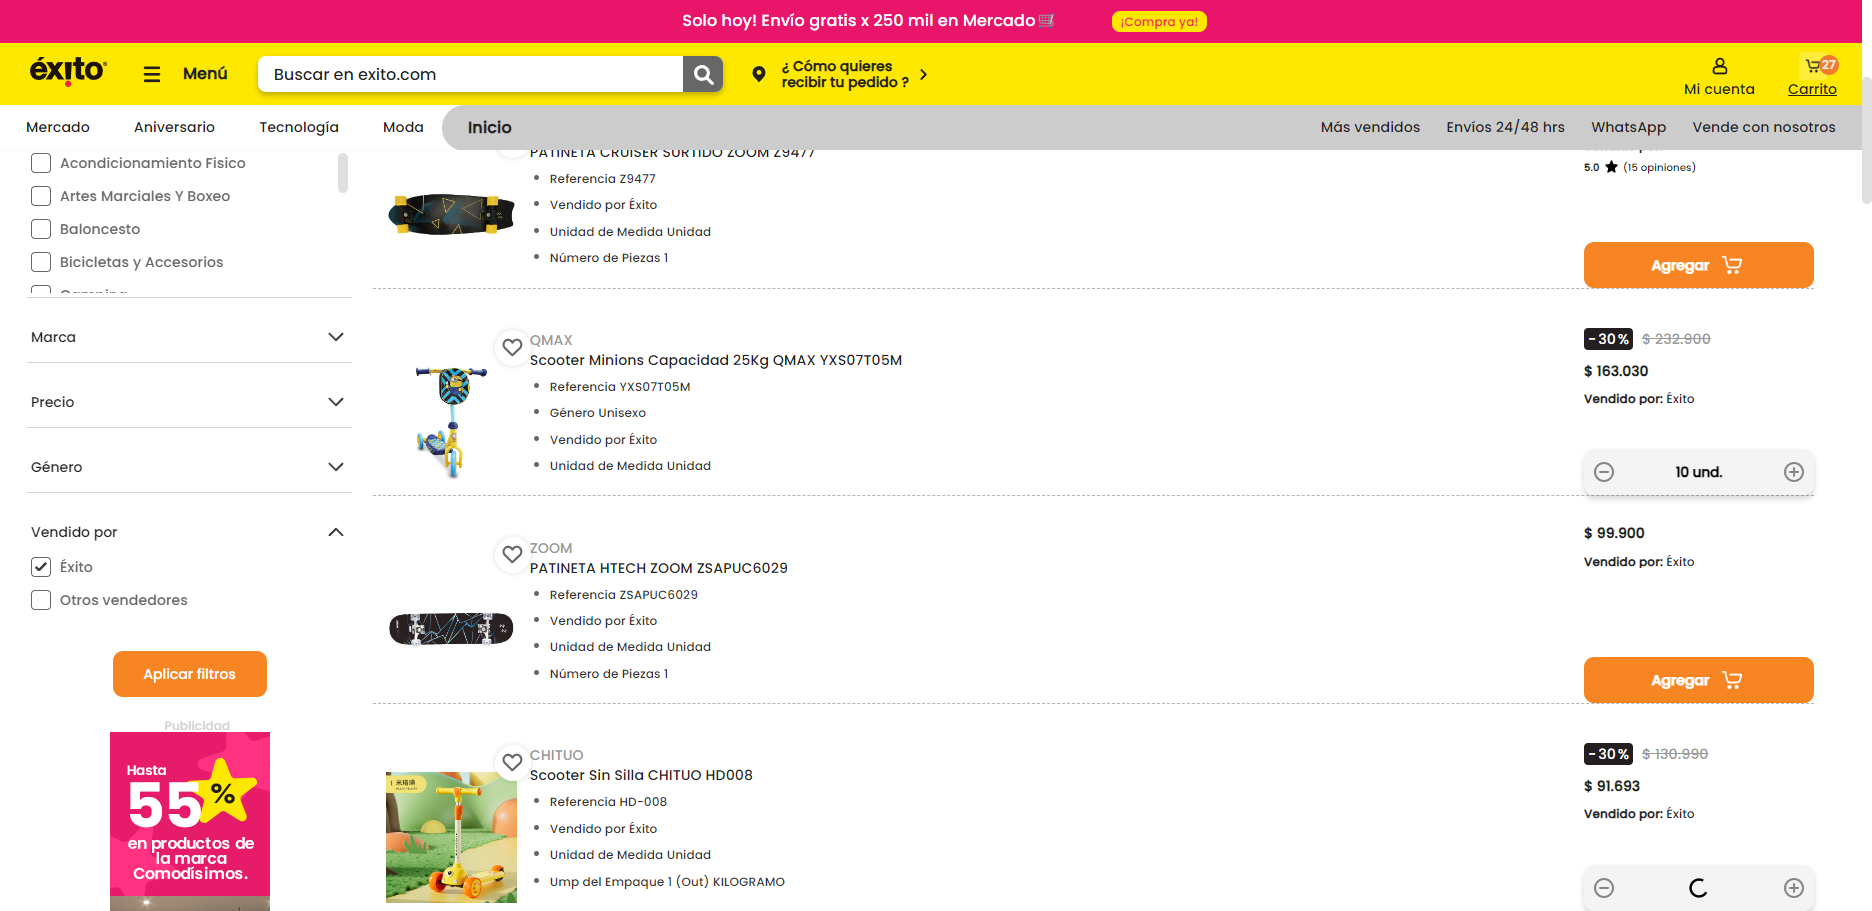 Solo hoy! Envío gratis x 250 mil en Mercado
¡Compra ya!
éxito
Menú
Buscar en exito.com
¿ Cómo quieres
recibir tu pedido ?
Mi cuenta
27
Carrito
Mercado
Aniversario
Tecnología
Moda
Inicio
Más vendidos
Envíos 24/48 hrs
WhatsApp
Vende con nosotros
Acondicionamiento Fisico
Artes Marciales Y Boxeo
Baloncesto
Bicicletas y Accesorios
Marca
Precio
Género
Vendido por
Éxito
Otros vendedores
Aplicar filtros
Publicidad
Hasta
55%
en productos de
la marca
Comodísimos.
PATINETA CRUISER SURTIDO ZOOM Z9477
Referencia Z9477
Vendido por Éxito
Unidad de Medida Unidad
Número de Piezas 1
5.0 (15 opiniones)
Agregar
QMAX
Scooter Minions Capacidad 25Kg QMAX YXS07T05M
Referencia YXS07T05M
Género Unisexo
Vendido por Éxito
Unidad de Medida Unidad
-30% $ 232.900
$ 163.030
Vendido por: Éxito
10 und.
ZOOM
PATINETA HTECH ZOOM ZSAPUC6029
Referencia ZSAPUC6029
Vendido por Éxito
Unidad de Medida Unidad
Número de Piezas 1
$ 99.900
Vendido por: Éxito
Agregar
CHITUO
Scooter Sin Silla CHITUO HD008
Referencia HD-008
Vendido por Éxito
Unidad de Medida Unidad
Ump del Empaque 1 (Out) KILOGRAMO
-30% $ 130.990
$ 91.693
Vendido por: Éxito